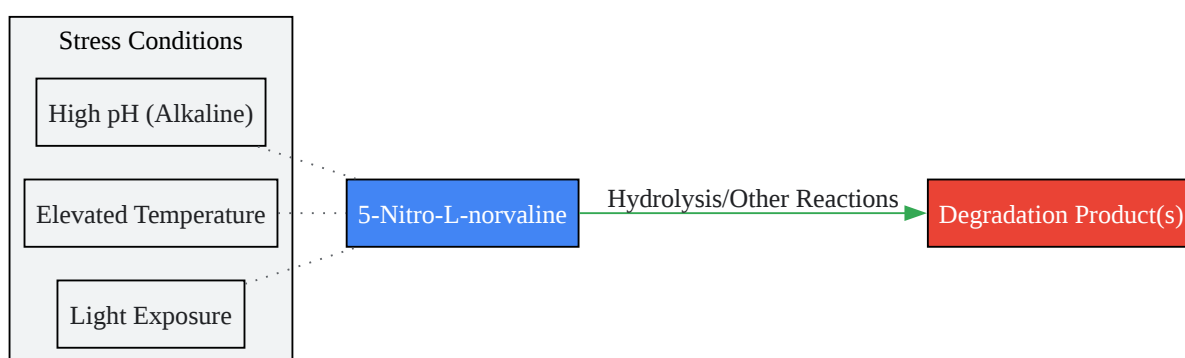 Stress Conditions
High pH (Alkaline)
Elevated Temperature
Light Exposure
5-Nitro-L-norvaline
Hydrolysis/Other Reactions
Degradation Product(s)